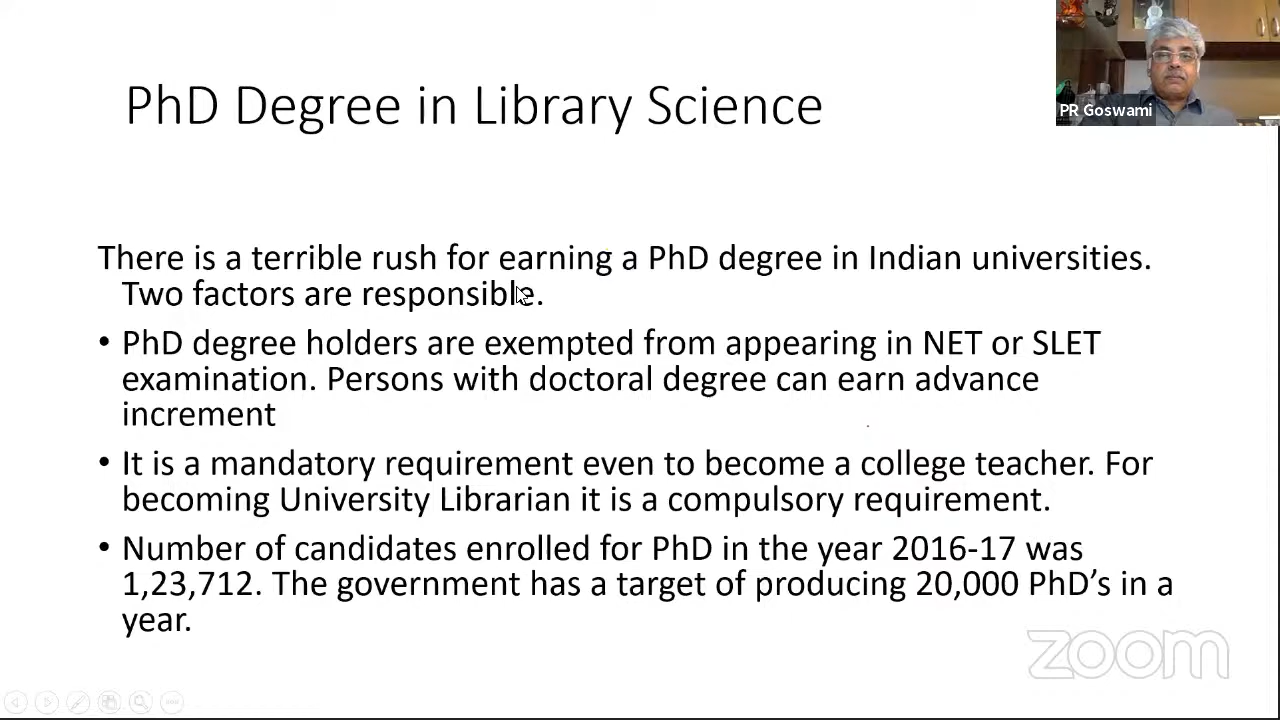 PhD Degree in Library Science
PR Goswami
There is a terrible rush for earning a PhD degree in Indian universities.
Two factors are responsible.
• PhD degree holders are exempted from appearing in NET or SLET
examination. Persons with doctoral degree can earn advance
increment
• It is a mandatory requirement even to become a college teacher. For
becoming University Librarian it is a compulsory requirement.
• Number of candidates enrolled for PhD in the year 2016-17 was
1,23,712. The government has a target of producing 20,000 PhD’s in a
year.
zoom